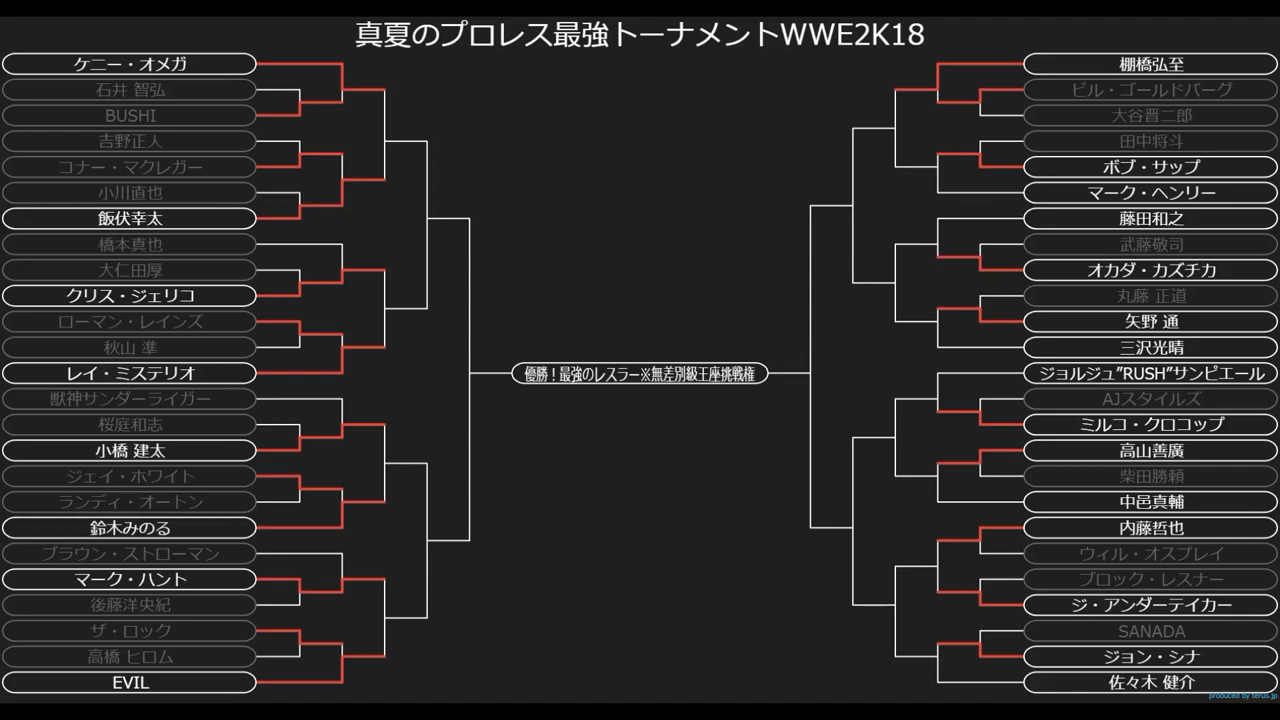 真夏のプロレス最強トーナメントWWE2K18
ケニー・オメガ
石井 智弘
BUSHI
吉野正人
コナー・マクレガー
小川直也
飯伏幸太
橋本真也
大仁田厚
クリス・ジェリコ
ローマン・レインズ
秋山 準
レイ・ミステリオ
獣神サンダーライガー
桜庭和志
小橋 建太
ジェイ・ホワイト
ランディ・オートン
鈴木みのる
ブラウン・ストローマン
マーク・ハント
後藤洋央紀
ザ・ロック
高橋 ヒロム
EVIL
優勝！最強のレスラー※無差別級王座挑戦権
棚橋弘至
ビル・ゴールドバーグ
大谷晋二郎
田中将斗
ボブ・サップ
マーク・ヘンリー
藤田和之
武藤敬司
オカダ・カズチカ
丸藤 正道
矢野 通
三沢光晴
ジョルジュ”RUSH”サンピエール
AJスタイルズ
ミルコ・クロコップ
高山善廣
柴田勝頼
中邑真輔
内藤哲也
ウィル・オスプレイ
ブロック・レスナー
ジ・アンダーテイカー
SANADA
ジョン・シナ
佐々木 健介
produced by terus.jp